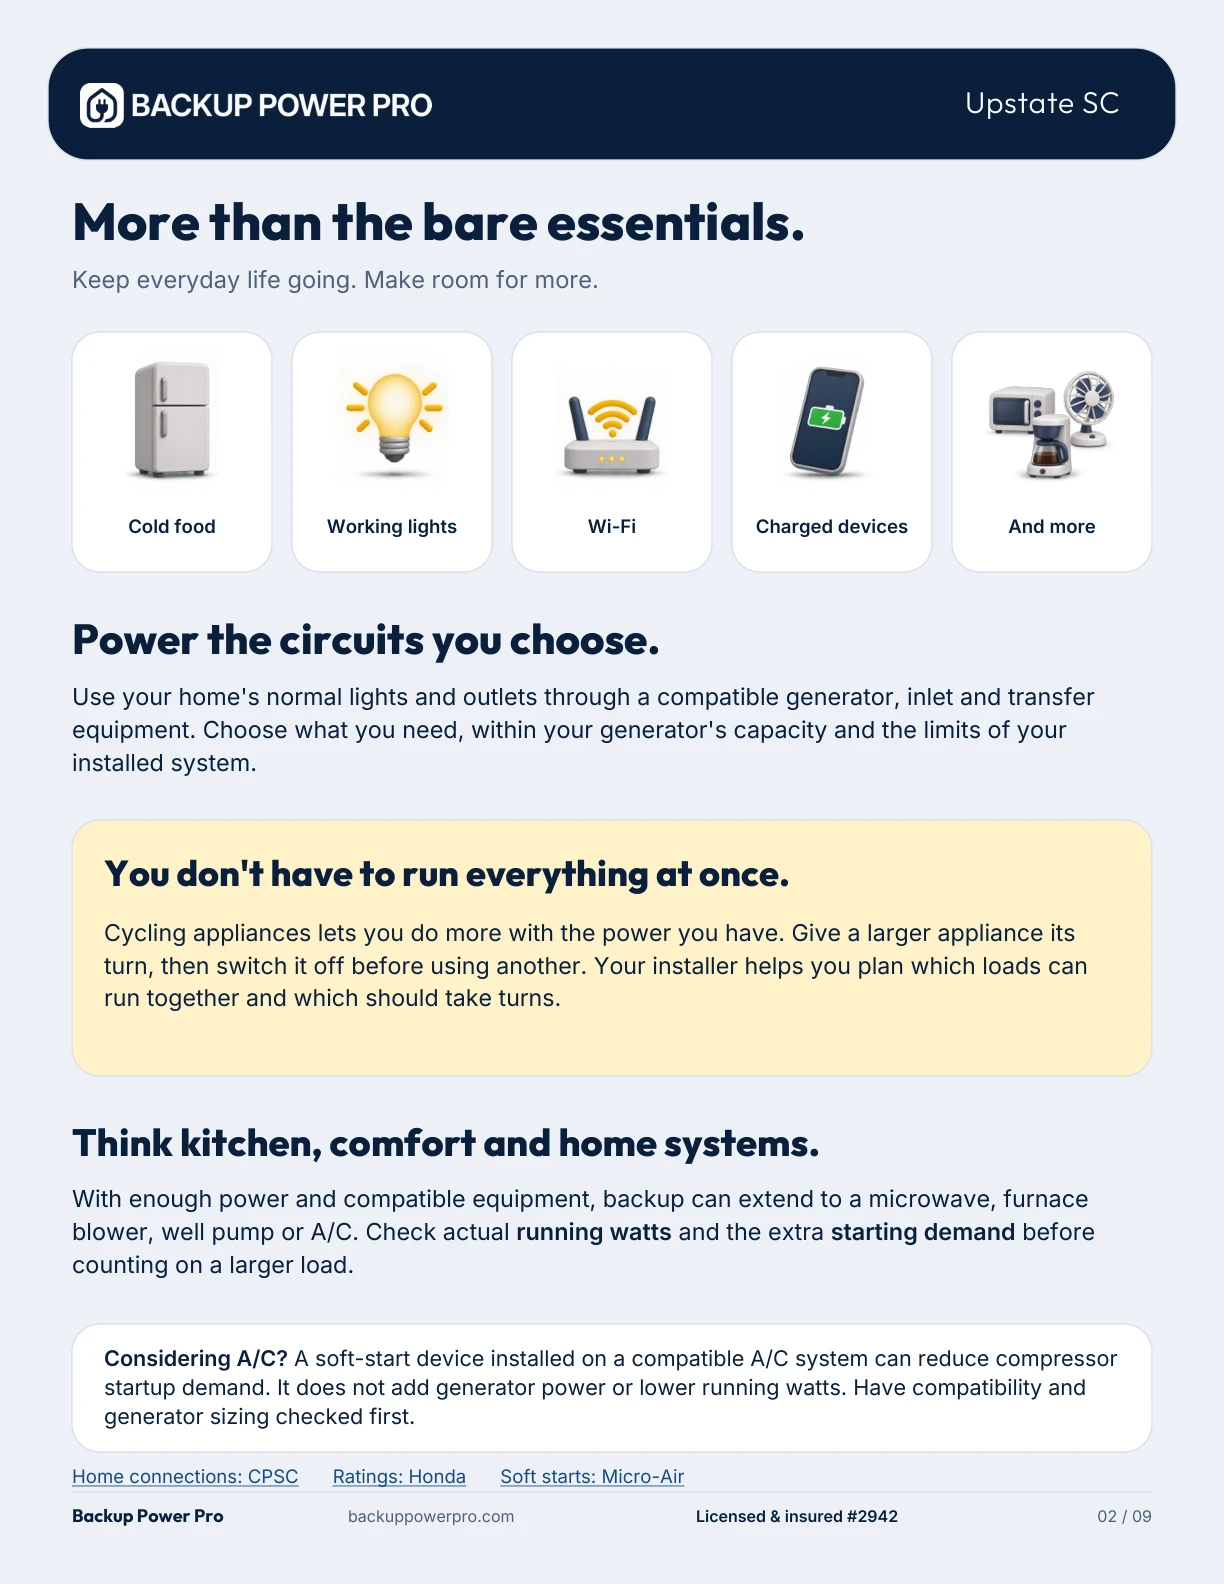 BACKUP POWER PRO
Upstate SC
More than the bare essentials.
Keep everyday life going. Make room for more.
Cold food
Working lights
Wi-Fi
Charged devices
And more
Power the circuits you choose.
Use your home's normal lights and outlets through a compatible generator, inlet and transfer
equipment. Choose what you need, within your generator's capacity and the limits of your
installed system.
You don't have to run everything at once.
Cycling appliances lets you do more with the power you have. Give a larger appliance its
turn, then switch it off before using another. Your installer helps you plan which loads can
run together and which should take turns.
Think kitchen, comfort and home systems.
With enough power and compatible equipment, backup can extend to a microwave, furnace
blower, well pump or A/C. Check actual running watts and the extra starting demand before
counting on a larger load.
Considering A/C? A soft-start device installed on a compatible A/C system can reduce compressor
startup demand. It does not add generator power or lower running watts. Have compatibility and
generator sizing checked first.
Home connections: CPSC Ratings: Honda Soft starts: Micro-Air
Backup Power Pro backuppowerpro.com Licensed & insured #2942 02 / 09